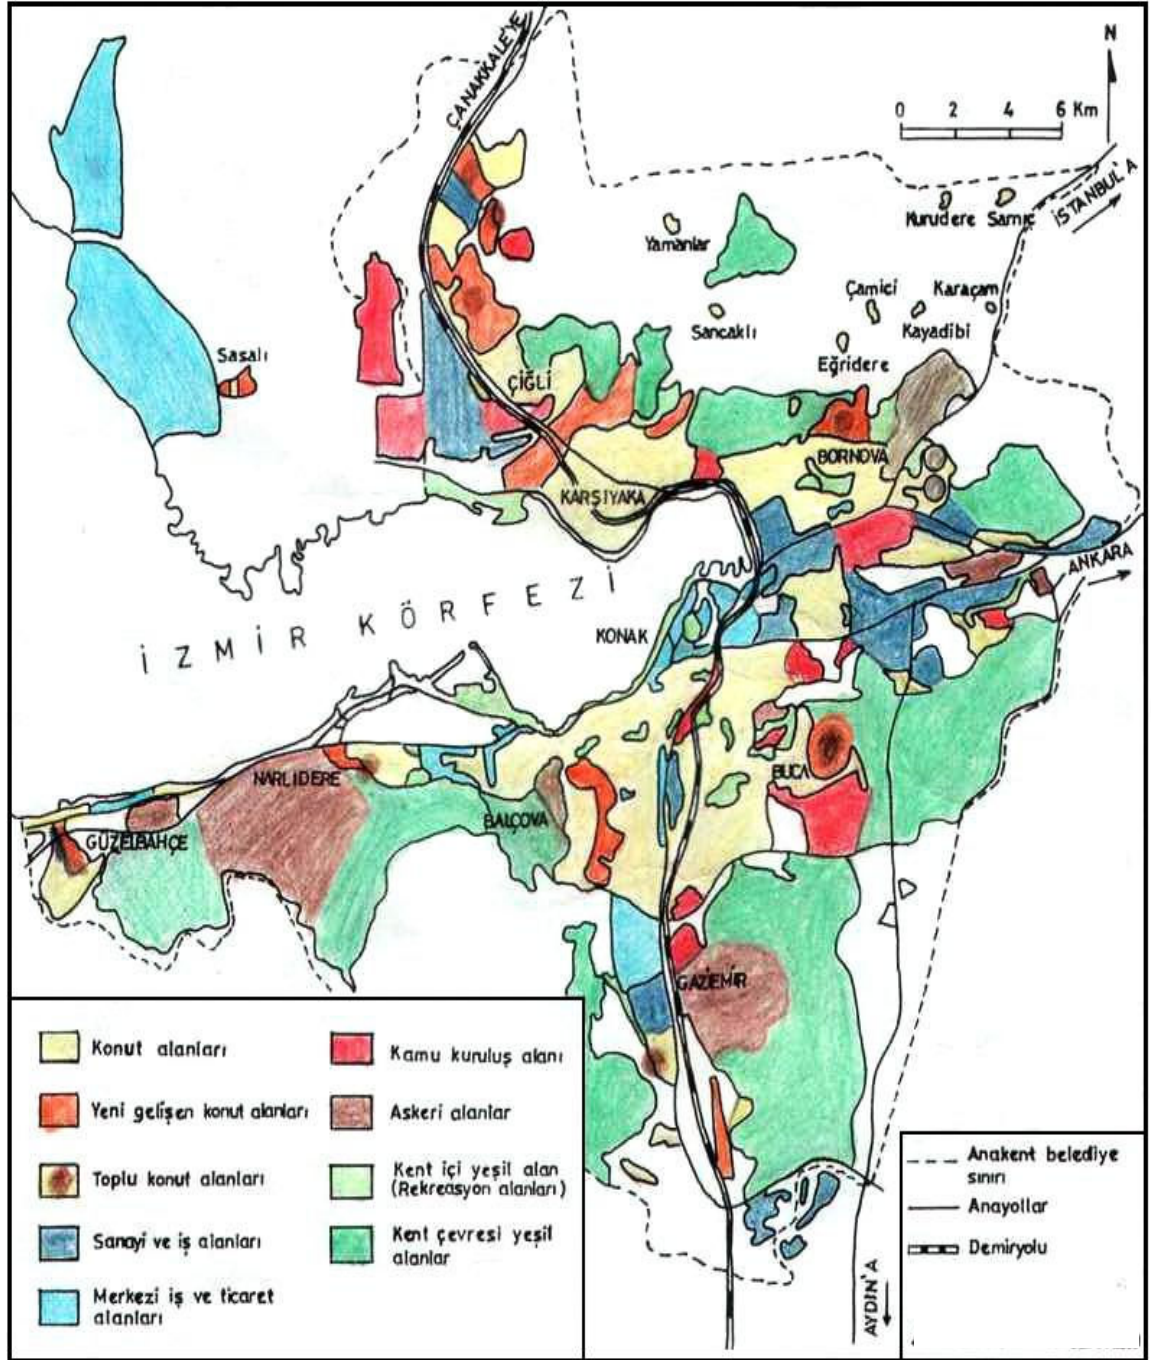 ÇANAKKALE'YE
N
0 2 4 6 Km
İSTANBUL'A
Kurudere Samıç
Yamanlar
Çamici Karaçam
Sancaklı
Kayadibi
Eğridere
Sasalı
ÇİĞLİ
BORNOVA
KARŞIYAKA
ANKARA
İZMİR KÖRFEZİ
KONAK
NARLIDERE
BUCA
BALÇOVA
GÜZELBAHÇE
GAZİEMİR
Konut alanları
Yeni gelişen konut alanları
Toplu konut alanları
Sanayi ve iş alanları
Merkezi iş ve ticaret
alanları
Kamu kuruluş alanı
Askeri alanlar
Kent içi yeşil alan
(Rekreasyon alanları)
Kent çevresi yeşil
alanlar
Anakent belediye
sınırı
Anayollar
Demiryolu
AYDIN'A